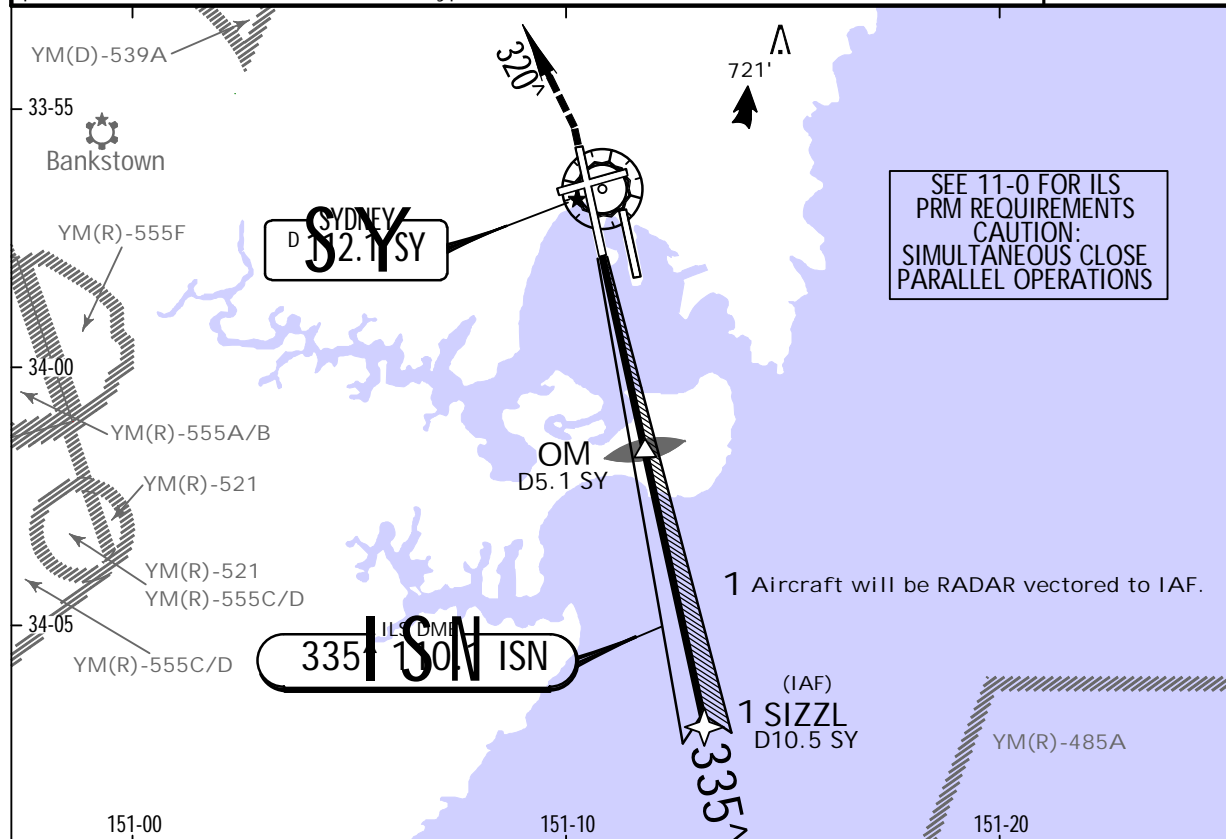 YM(D)-539A
320^
721'
33-55
Bankstown
SEE 11-0 FOR ILS
PRM REQUIREMENTS
CAUTION:
SIMULTANEOUS CLOSE
PARALLEL OPERATIONS
SYDNEY
D 112.1 SY
S Y
YM(R)-555F
34-00
YM(R)-555A/B
OM
D5.1 SY
YM(R)-521
YM(R)-521
YM(R)-555C/D
1 Aircraft will be RADAR vectored to IAF.
34-05
ILS DME
335^ 110.1 ISN
I S N
YM(R)-555C/D
(IAF)
1 SIZZL
D10.5 SY
YM(R)-485A
335^
151-00
151-10
151-20